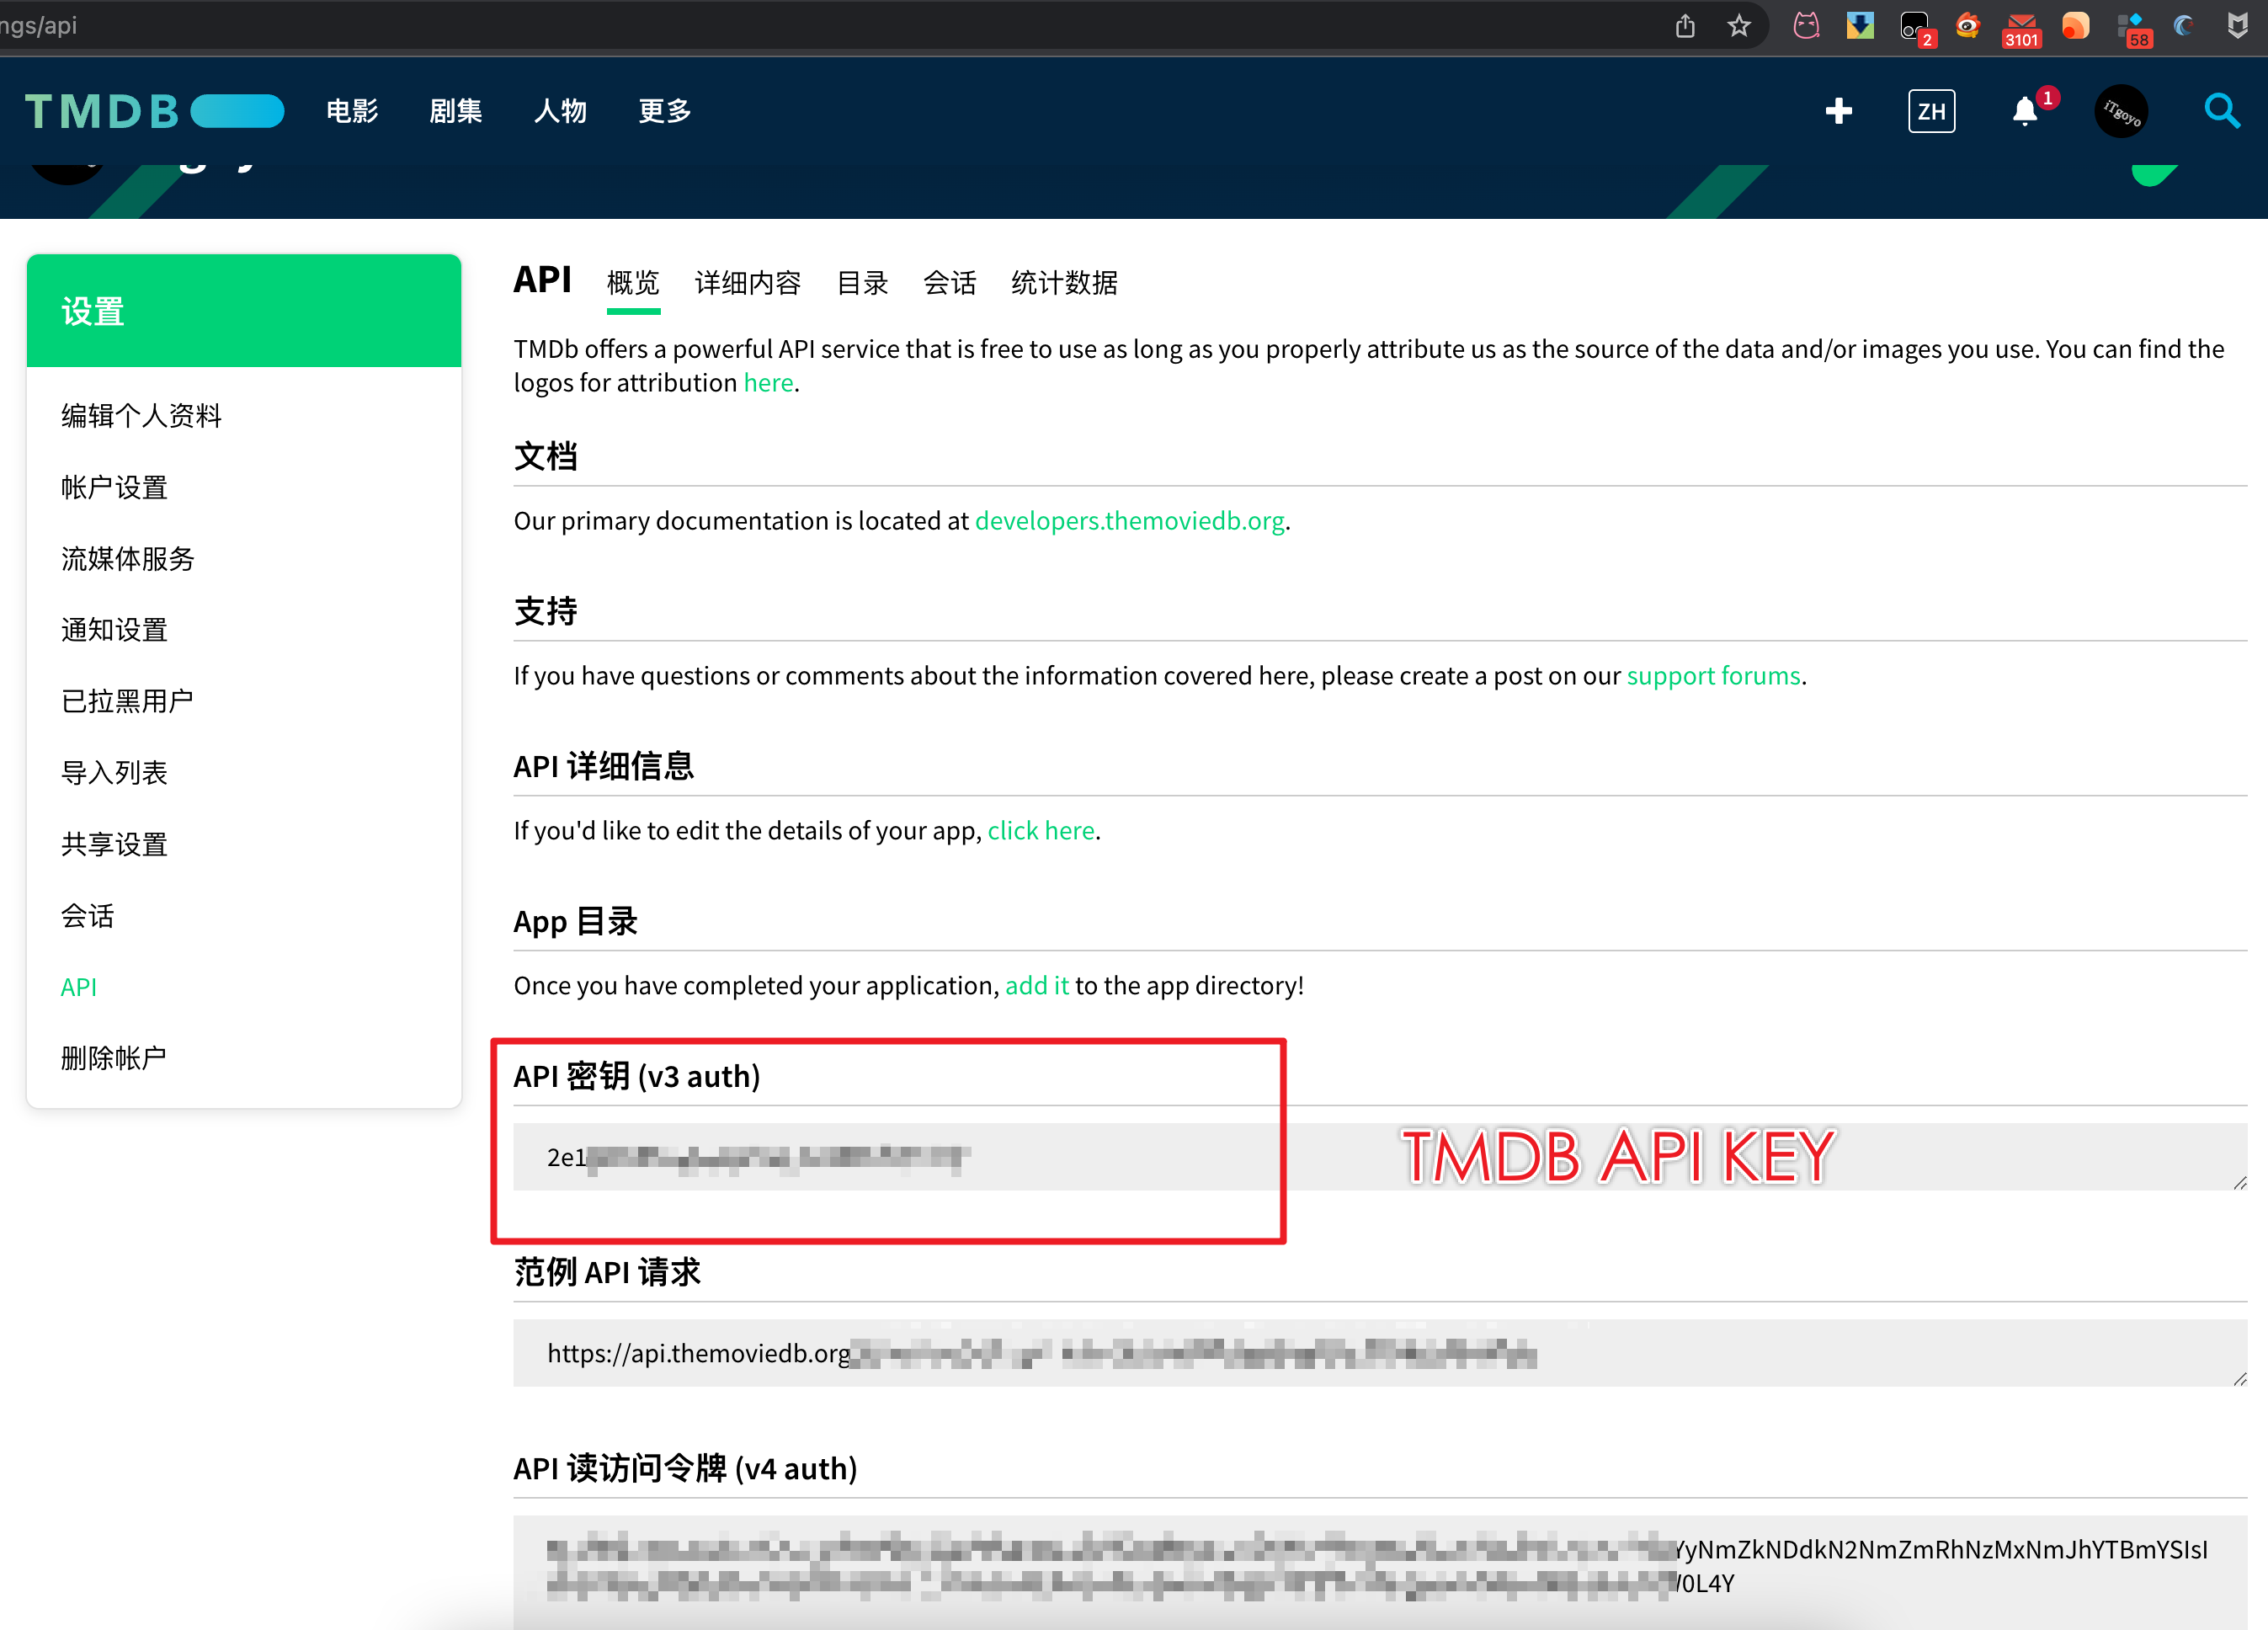 ngs/api
2
3101
58
TMDB
电影 剧集 人物 更多
ZH
1
iTgoyo
设置
编辑个人资料
帐户设置
流媒体服务
通知设置
已拉黑用户
导入列表
共享设置
会话
API
删除帐户
API 概览 详细内容 目录 会话 统计数据
TMDb offers a powerful API service that is free to use as long as you properly attribute us as the source of the data and/or images you use. You can find the
logos for attribution here.
文档
Our primary documentation is located at developers.themoviedb.org.
支持
If you have questions or comments about the information covered here, please create a post on our support forums.
API 详细信息
If you'd like to edit the details of your app, click here.
App 目录
Once you have completed your application, add it to the app directory!
API 密钥 (v3 auth)
2e1
TMDB API KEY
范例 API 请求
https://api.themoviedb.org
API 读访问令牌 (v4 auth)
YyNmZkNDdkN2NmZmRhNzMxNmJhYTBmYSIsI
/0L4Y